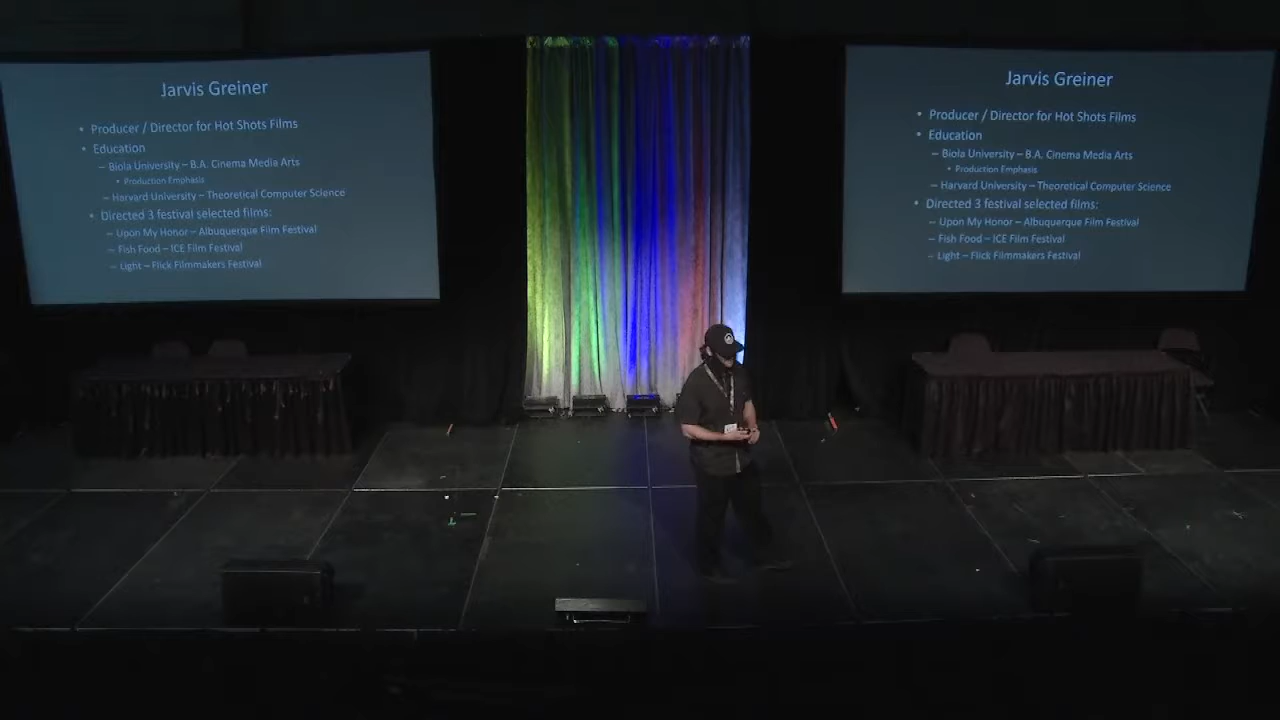 Jarvis Greiner
• Producer / Director for Hot Shots Films
• Education
– Biola University – B.A. Cinema Media Arts
• Production Emphasis
– Harvard University – Theoretical Computer Science
• Directed 3 festival selected films:
– Upon My Honor – Albuquerque Film Festival
– Fish Food – ICE Film Festival
– Light – Flick Filmmakers Festival
Jarvis Greiner
• Producer / Director for Hot Shots Films
• Education
– Biola University – B.A. Cinema Media Arts
• Production Emphasis
– Harvard University – Theoretical Computer Science
• Directed 3 festival selected films:
– Upon My Honor – Albuquerque Film Festival
– Fish Food – ICE Film Festival
– Light – Flick Filmmakers Festival